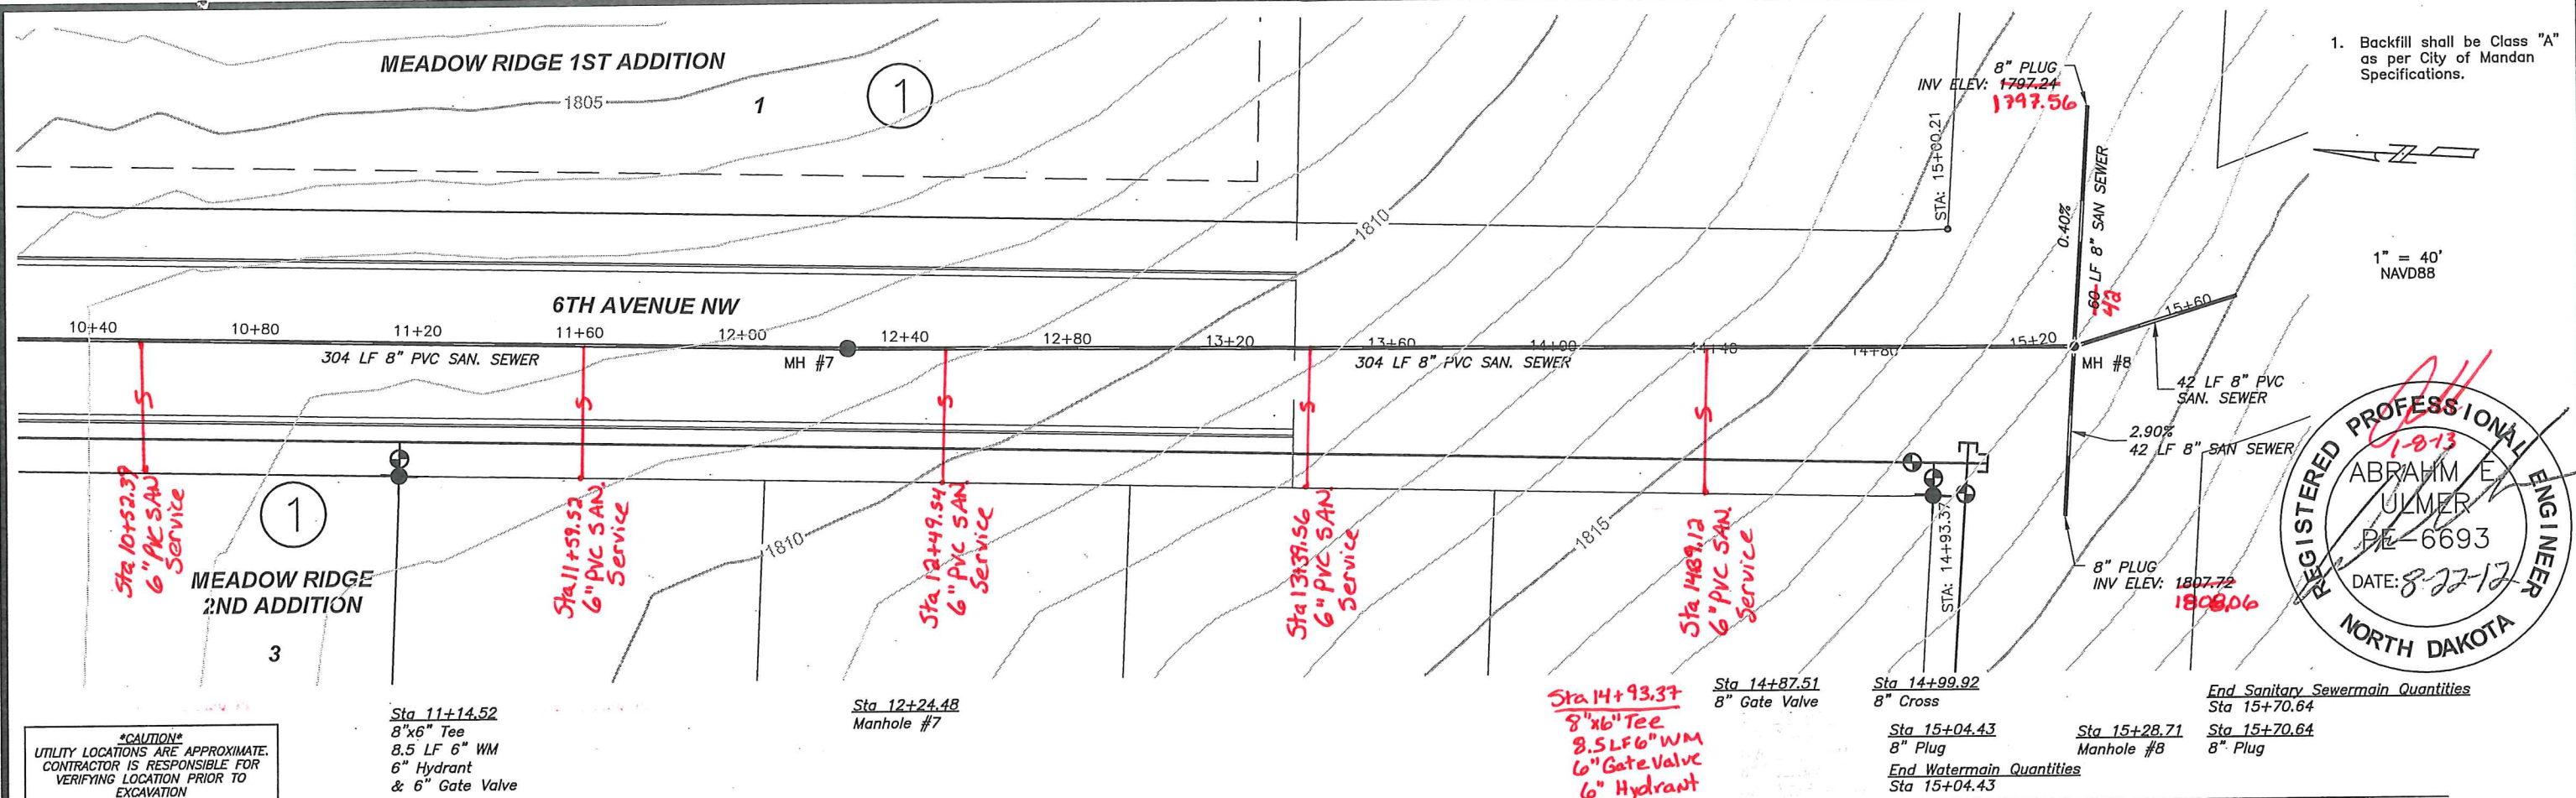 MEADOW RIDGE 1ST ADDITION
1805
1
1
8" PLUG
INV ELEV: 1797.24
1797.56
STA: 15+00.21
1. Backfill shall be Class "A"
as per City of Mandan
Specifications.
Z
1" = 40'
NAVD88
1810
0.40%
60 LF 8" SAN SEWER
42
6TH AVENUE NW
10+40
10+80
11+20
11+60
12+00
12+40
12+80
13+20
13+60
14+00
14+40
14+80
15+20
15+60
304 LF 8" PVC SAN. SEWER
MH #7
304 LF 8" PVC SAN. SEWER
MH #8
42 LF 8" PVC
SAN. SEWER
2.90%
42 LF 8" SAN SEWER
S
S
S
S
S
Sta 10+52.39
6" PVC SAN
Service
Sta 11+59.52
6" PVC SAN.
Service
Sta 12+49.54
6" PVC SAN.
Service
Sta 13+39.56
6" PVC SAN.
Service
6" PVC SAN.
Service
1
MEADOW RIDGE
2ND ADDITION
3
1810
1815
STA: 14+93.37
8" PLUG
INV ELEV: 1807.72
1808.06
REGISTERED PROFESSIONAL ENGINEER
1-8-13
ABRAHM E.
ULMER
PE-6693
DATE: 8-22-12
NORTH DAKOTA
*CAUTION*
UTILITY LOCATIONS ARE APPROXIMATE.
CONTRACTOR IS RESPONSIBLE FOR
VERIFYING LOCATION PRIOR TO
EXCAVATION
Sta 11+14.52
8"x6" Tee
8.5 LF 6" WM
6" Hydrant
& 6" Gate Valve
Sta 12+24.48
Manhole #7
Sta 14+93.37
8"x6" Tee
8.5 LF 6" WM
6" Gate Valve
6" Hydrant
Sta 14+87.51
8" Gate Valve
Sta 14+99.92
8" Cross
Sta 15+04.43
8" Plug
End Watermain Quantities
Sta 15+04.43
Sta 15+28.71
Manhole #8
End Sanitary Sewermain Quantities
Sta 15+70.64
Sta 15+70.64
8" Plug